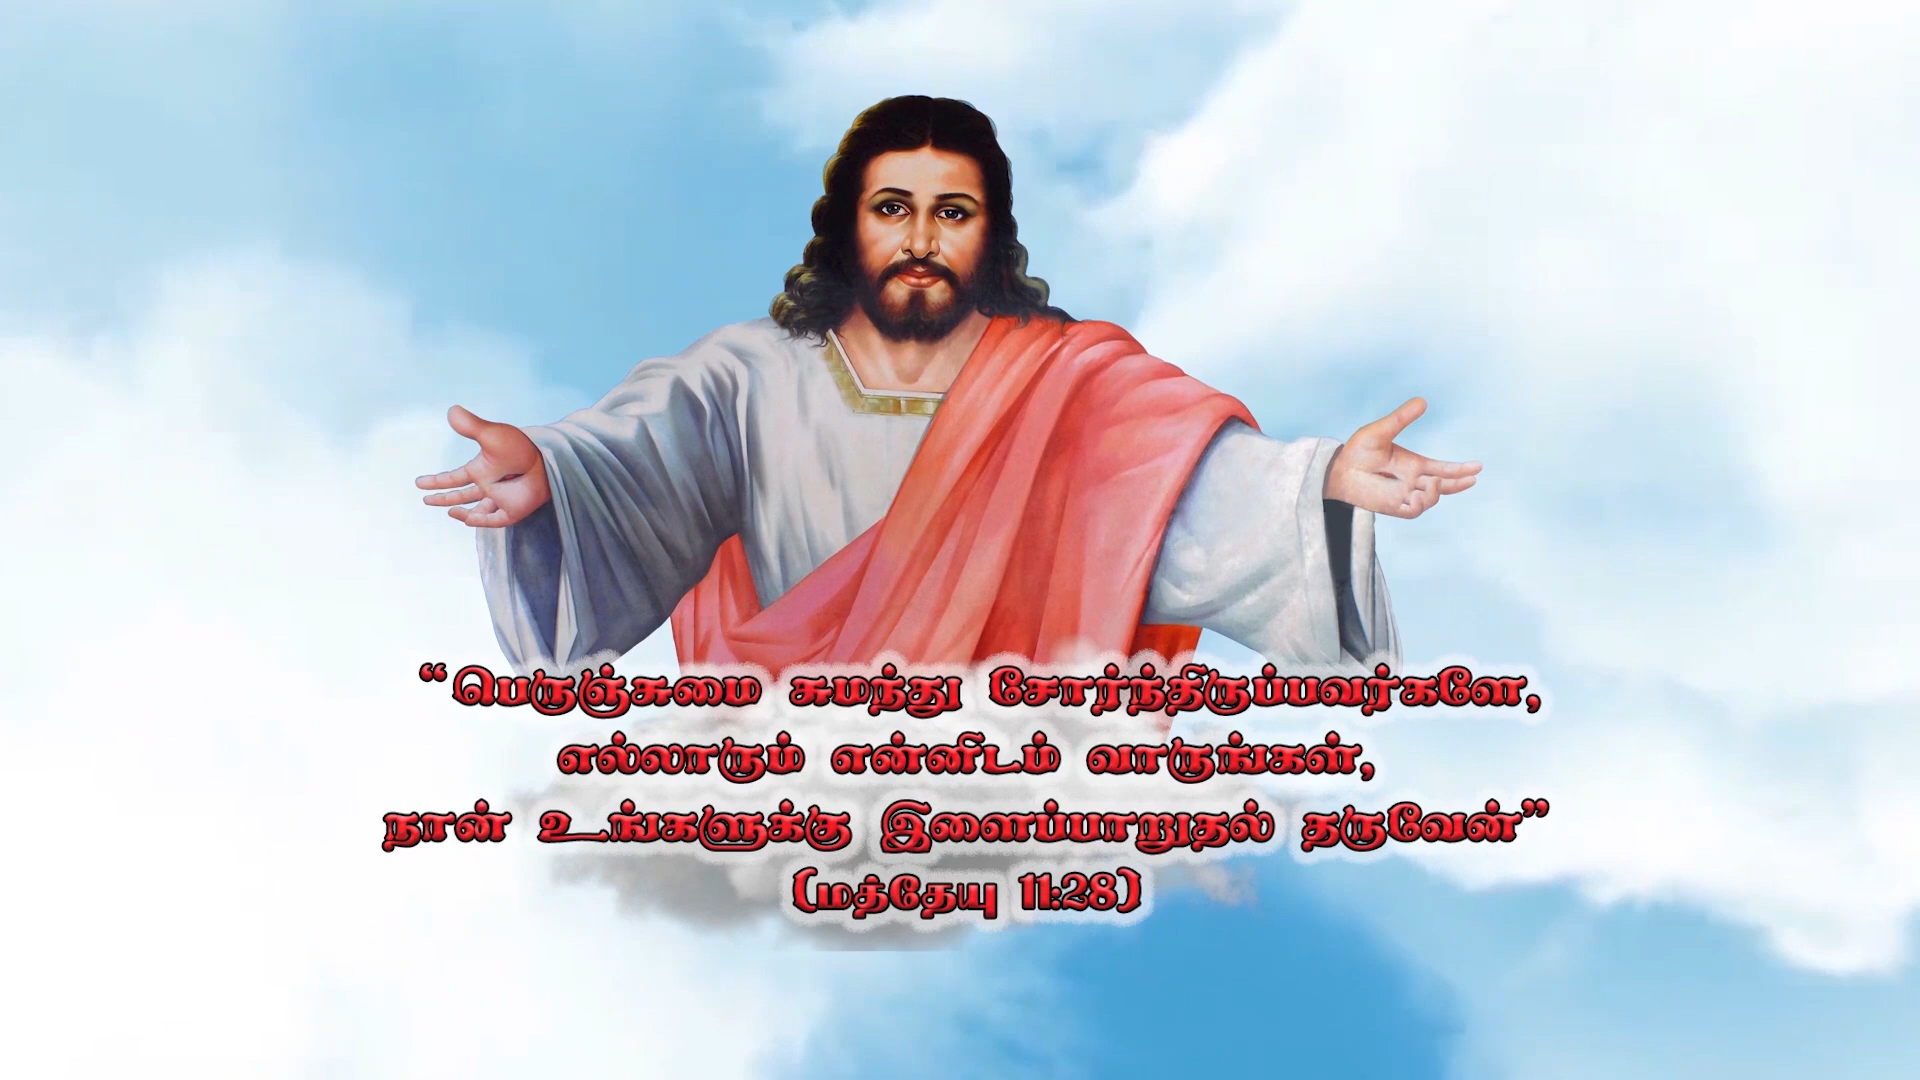 “பெருஞ்சுமை சுமந்து சோர்ந்திருப்பவர்களே,
எல்லாரும் என்னிடம் வாருங்கள்,
நான் உங்களுக்கு இளைப்பாறுதல் தருவேன்”
(மத்தேயு 11:28)